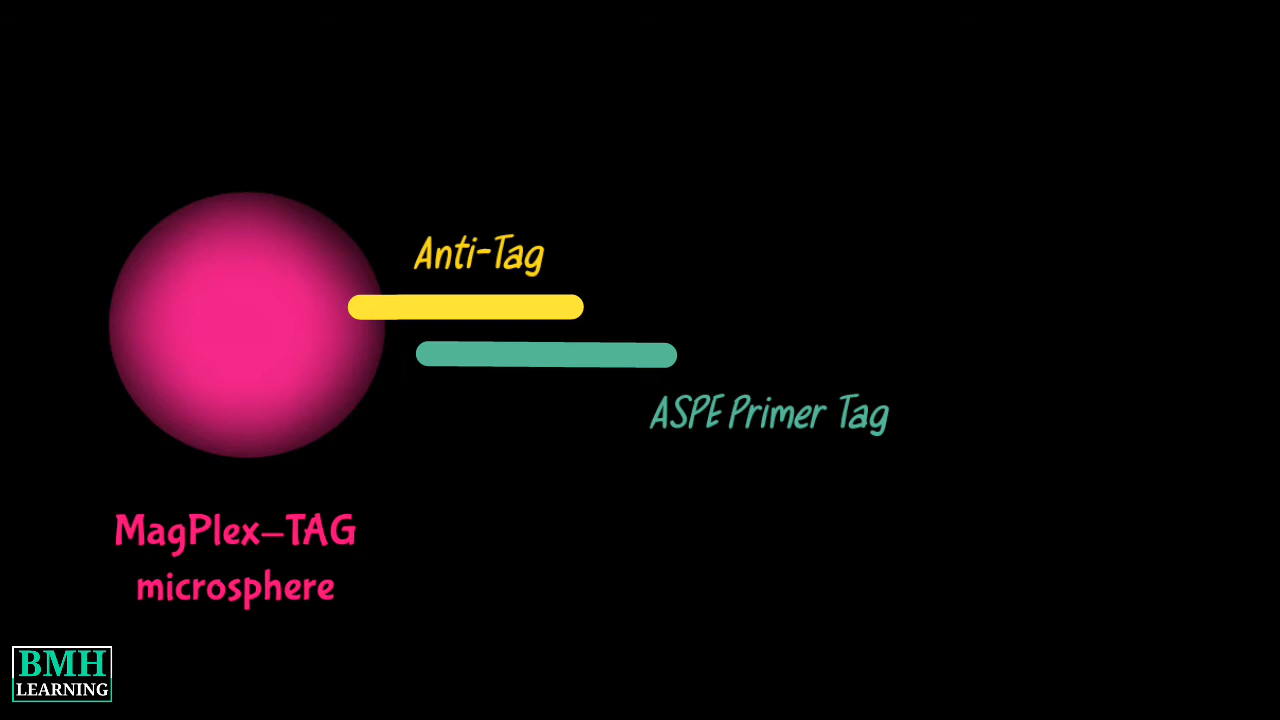 Anti-Tag
ASPE Primer Tag
MagPlex-TAG
microsphere
BMH
LEARNING